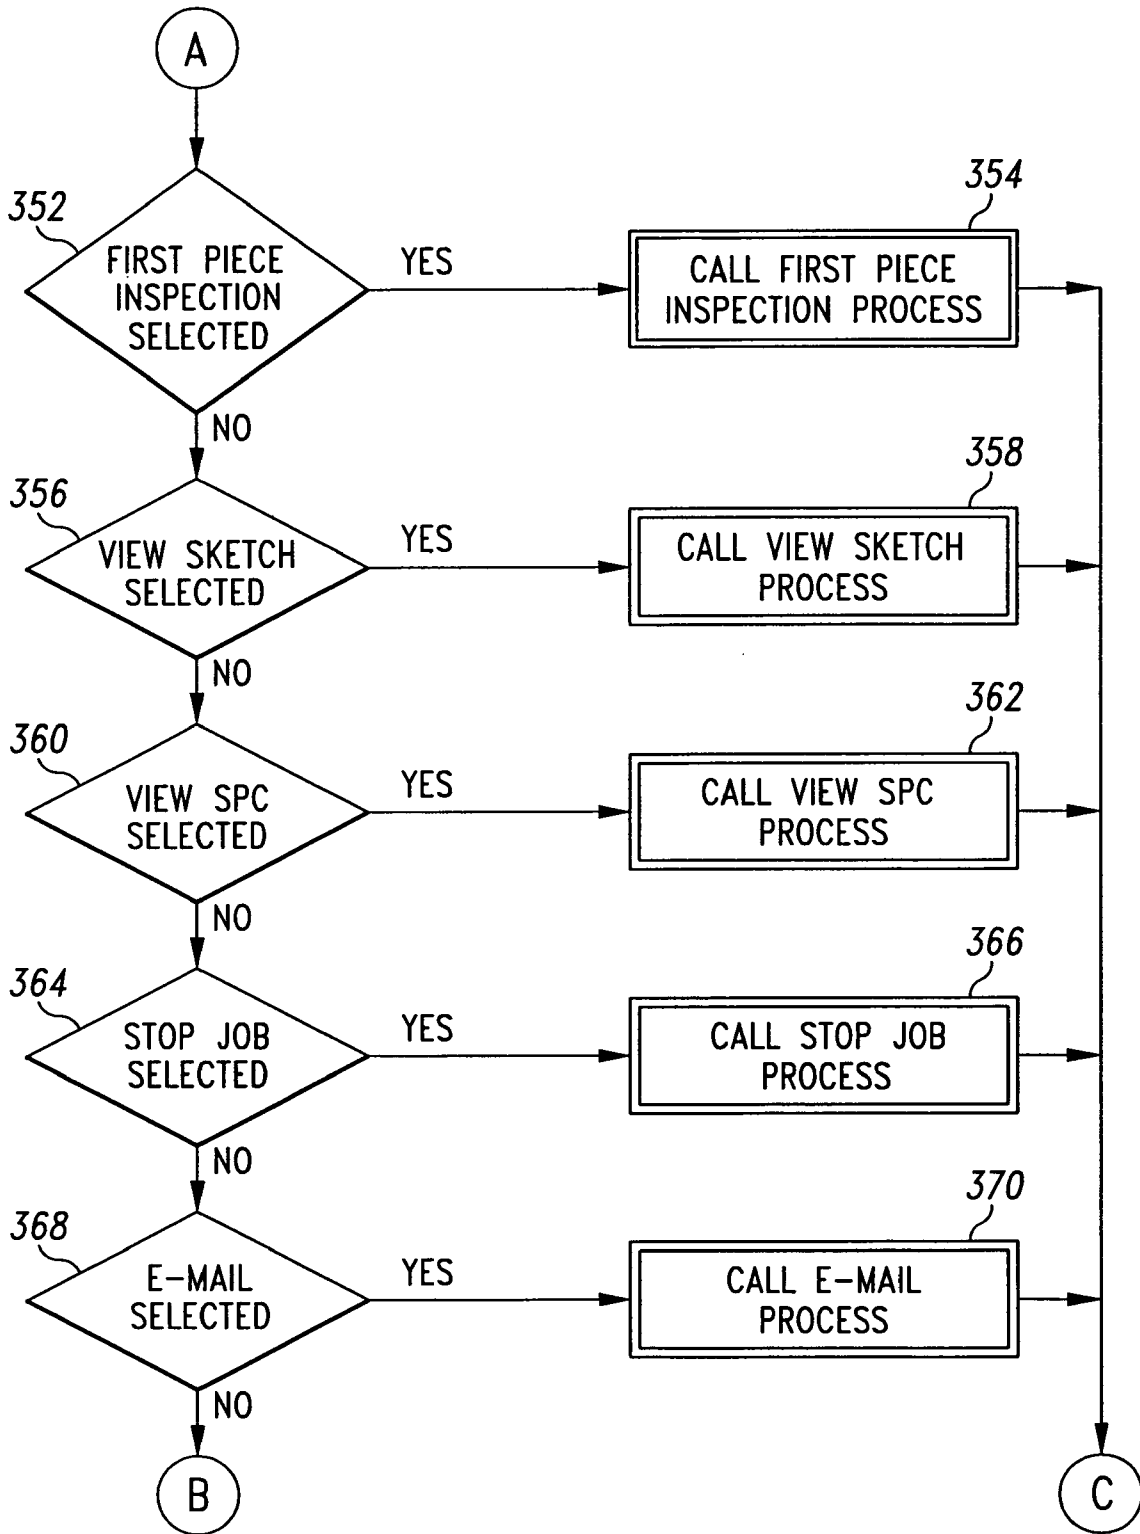 A
352
FIRST PIECE
INSPECTION
SELECTED
YES
354
CALL FIRST PIECE
INSPECTION PROCESS
NO
356
VIEW SKETCH
SELECTED
YES
358
CALL VIEW SKETCH
PROCESS
NO
360
VIEW SPC
SELECTED
YES
362
CALL VIEW SPC
PROCESS
NO
364
STOP JOB
SELECTED
YES
366
CALL STOP JOB
PROCESS
NO
368
E-MAIL
SELECTED
YES
370
CALL E-MAIL
PROCESS
NO
B
C